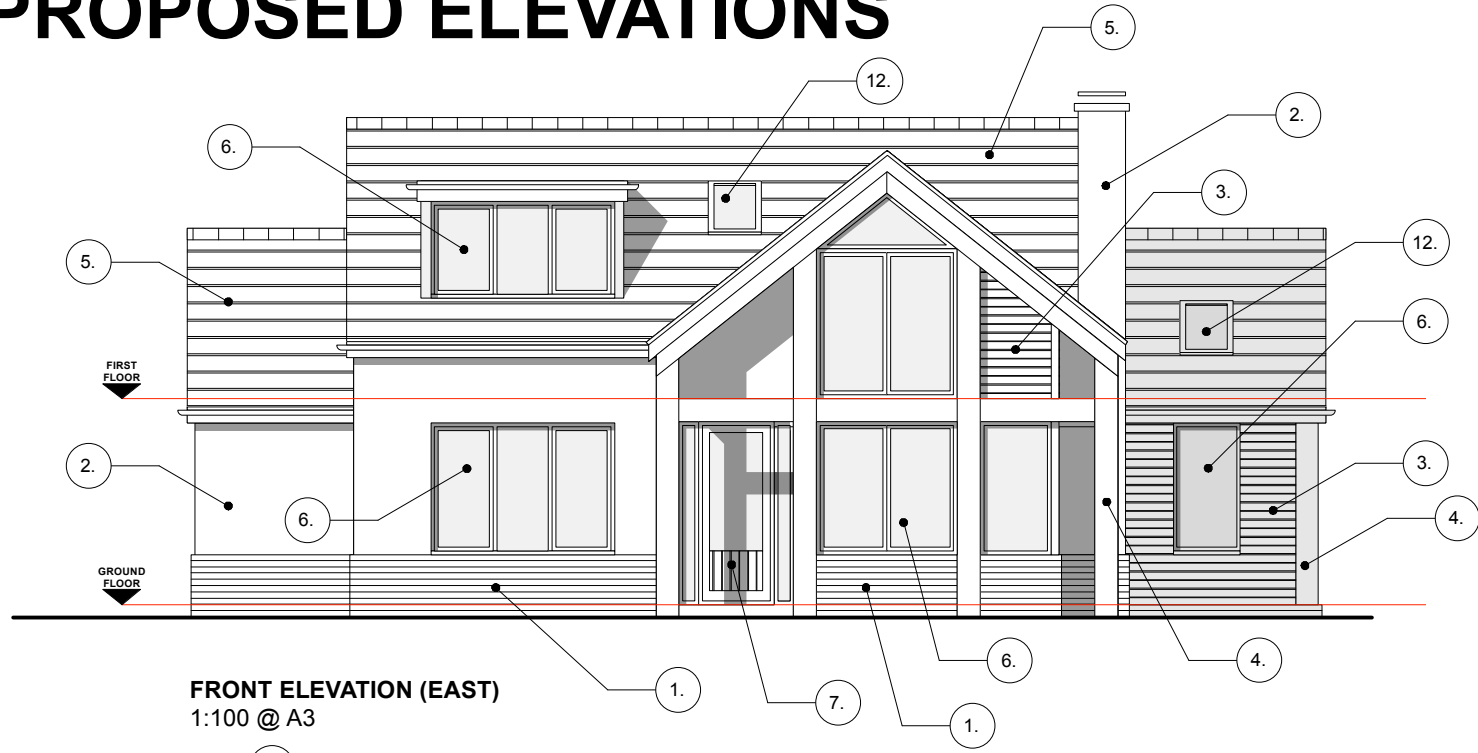 PROPOSED ELEVATIONS
5.
12.
2.
6.
3.
12.
5.
6.
FIRST
FLOOR
2.
3.
6.
4.
GROUND
FLOOR
6.
4.
1.
7.
1.
FRONT ELEVATION (EAST)
1:100 @ A3